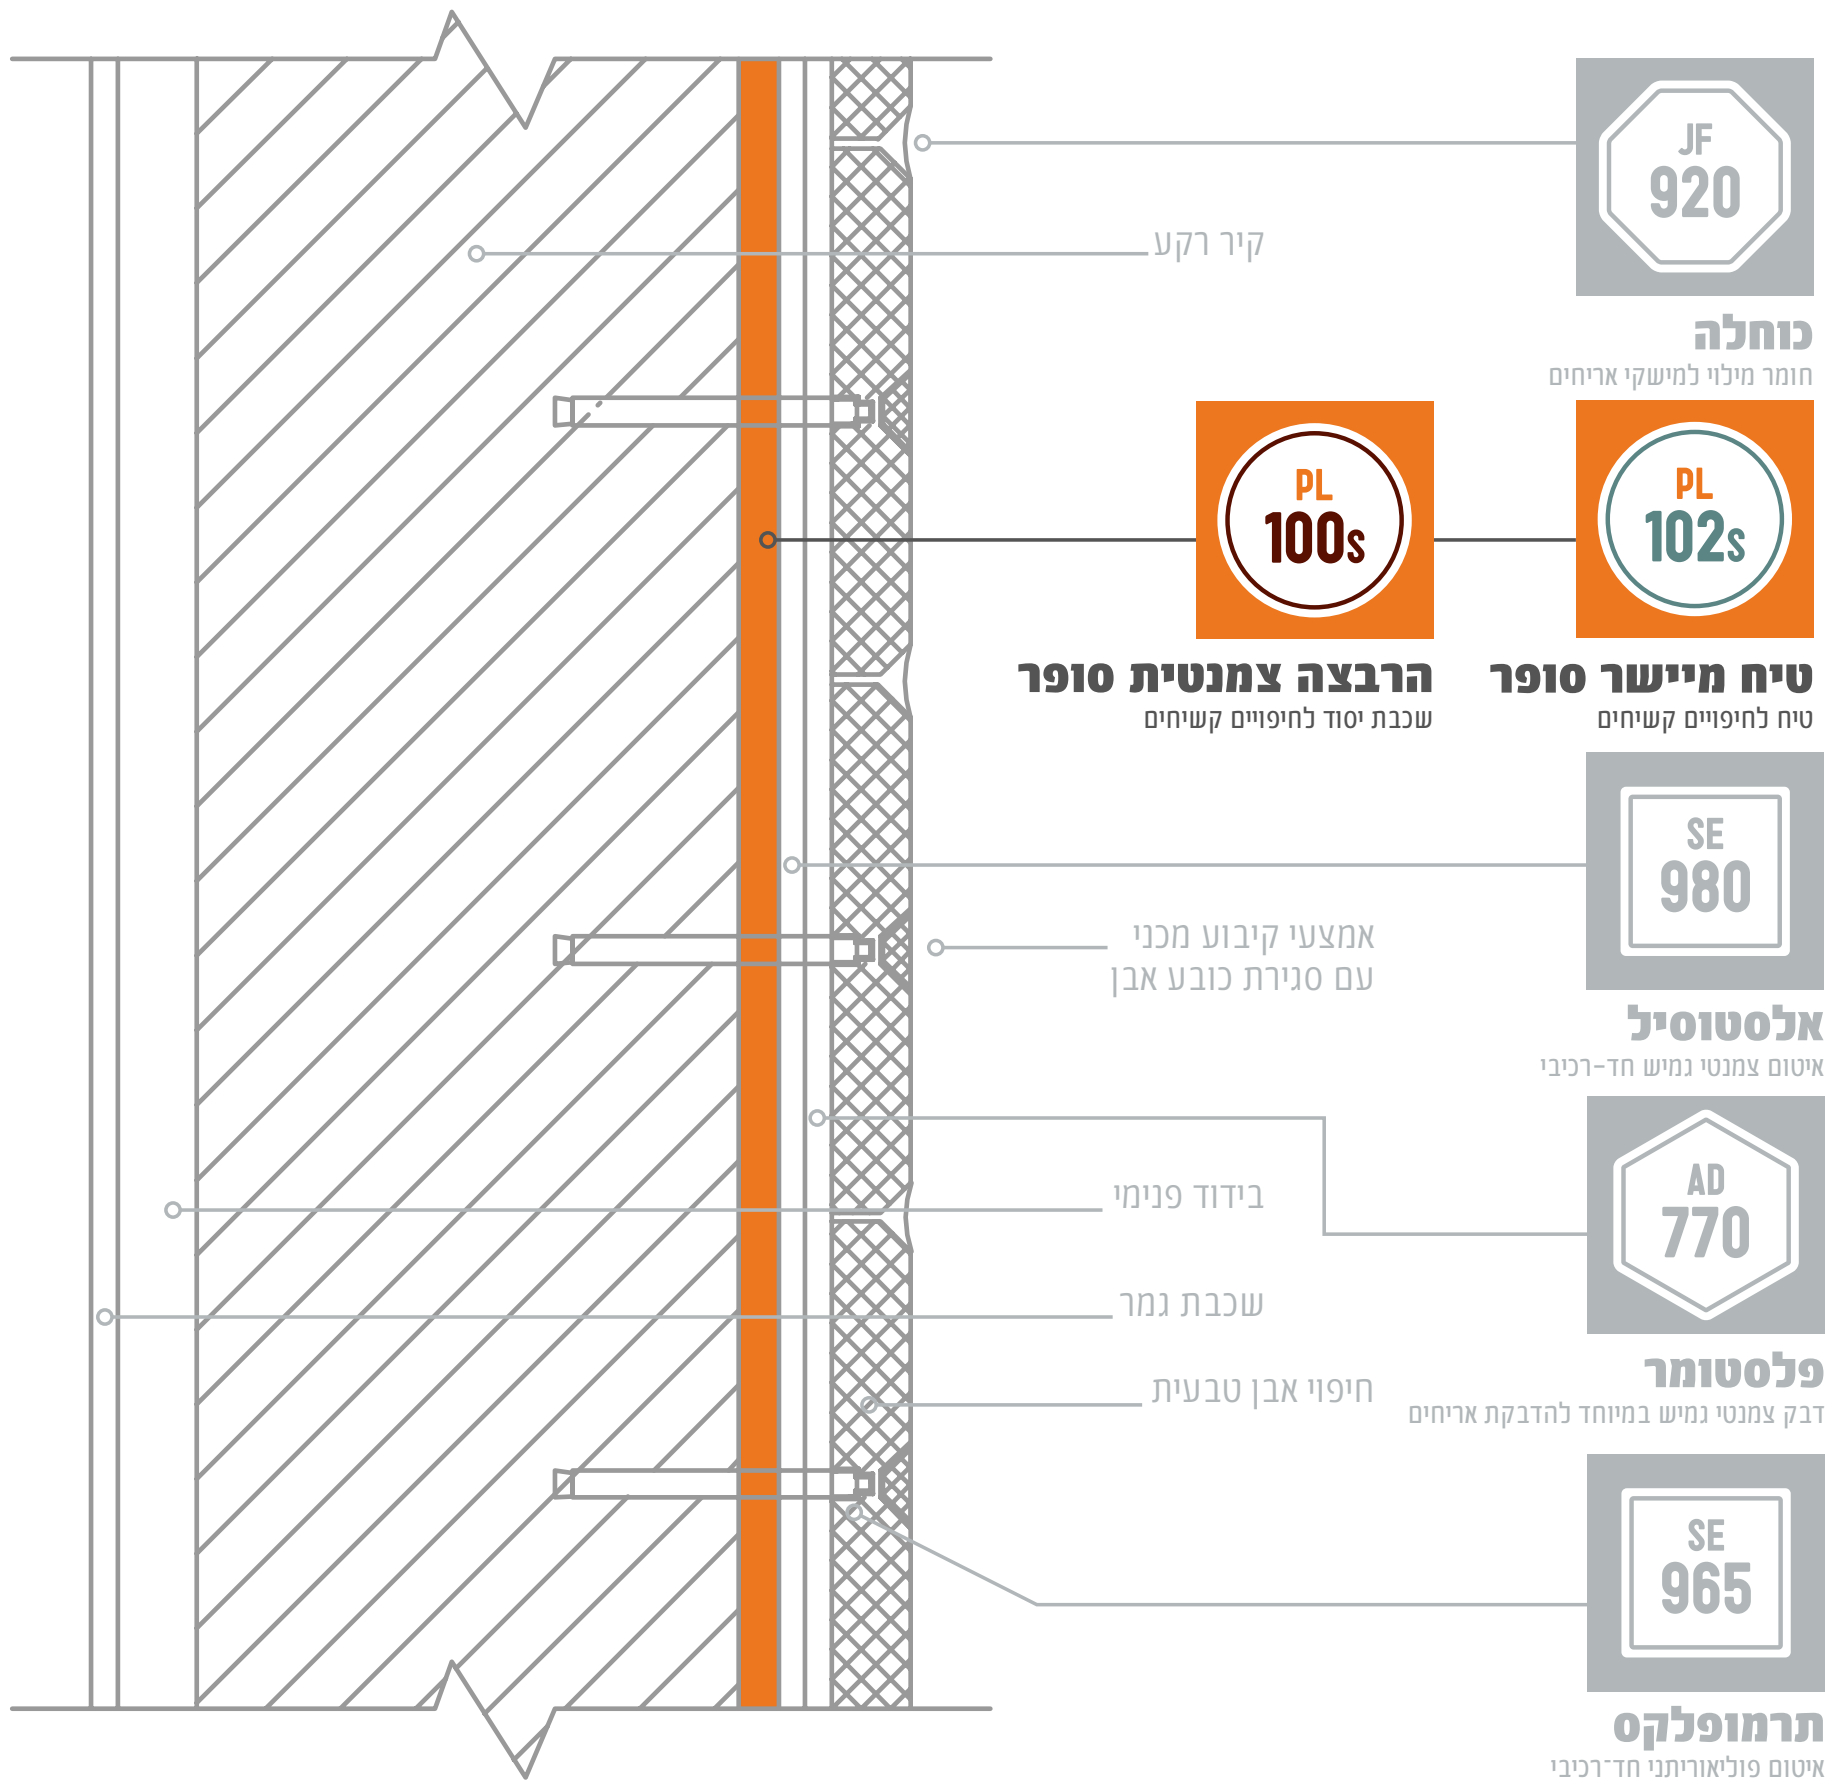 JF
920
כוחלה
חומר מילוי למישקי אריחים
קיר רקע
PL
102s
טיח מיישר סופר
טיח לחיפויים קשיחים
PL
100s
הרבצה צמנטית סופר
שכבת יסוד לחיפויים קשיחים
SE
980
אלסטוסיל
איטום צמנטי גמיש חד-רכיבי
אמצעי קיבוע מכני
עם סגירת כובע אבן
AD
770
פלסטומר
דבק צמנטי גמיש במיוחד להדבקת אריחים
בידוד פנימי
שכבת גמר
חיפוי אבן טבעית
SE
965
תרמופלקס
איטום פוליאוריתני חד־רכיבי